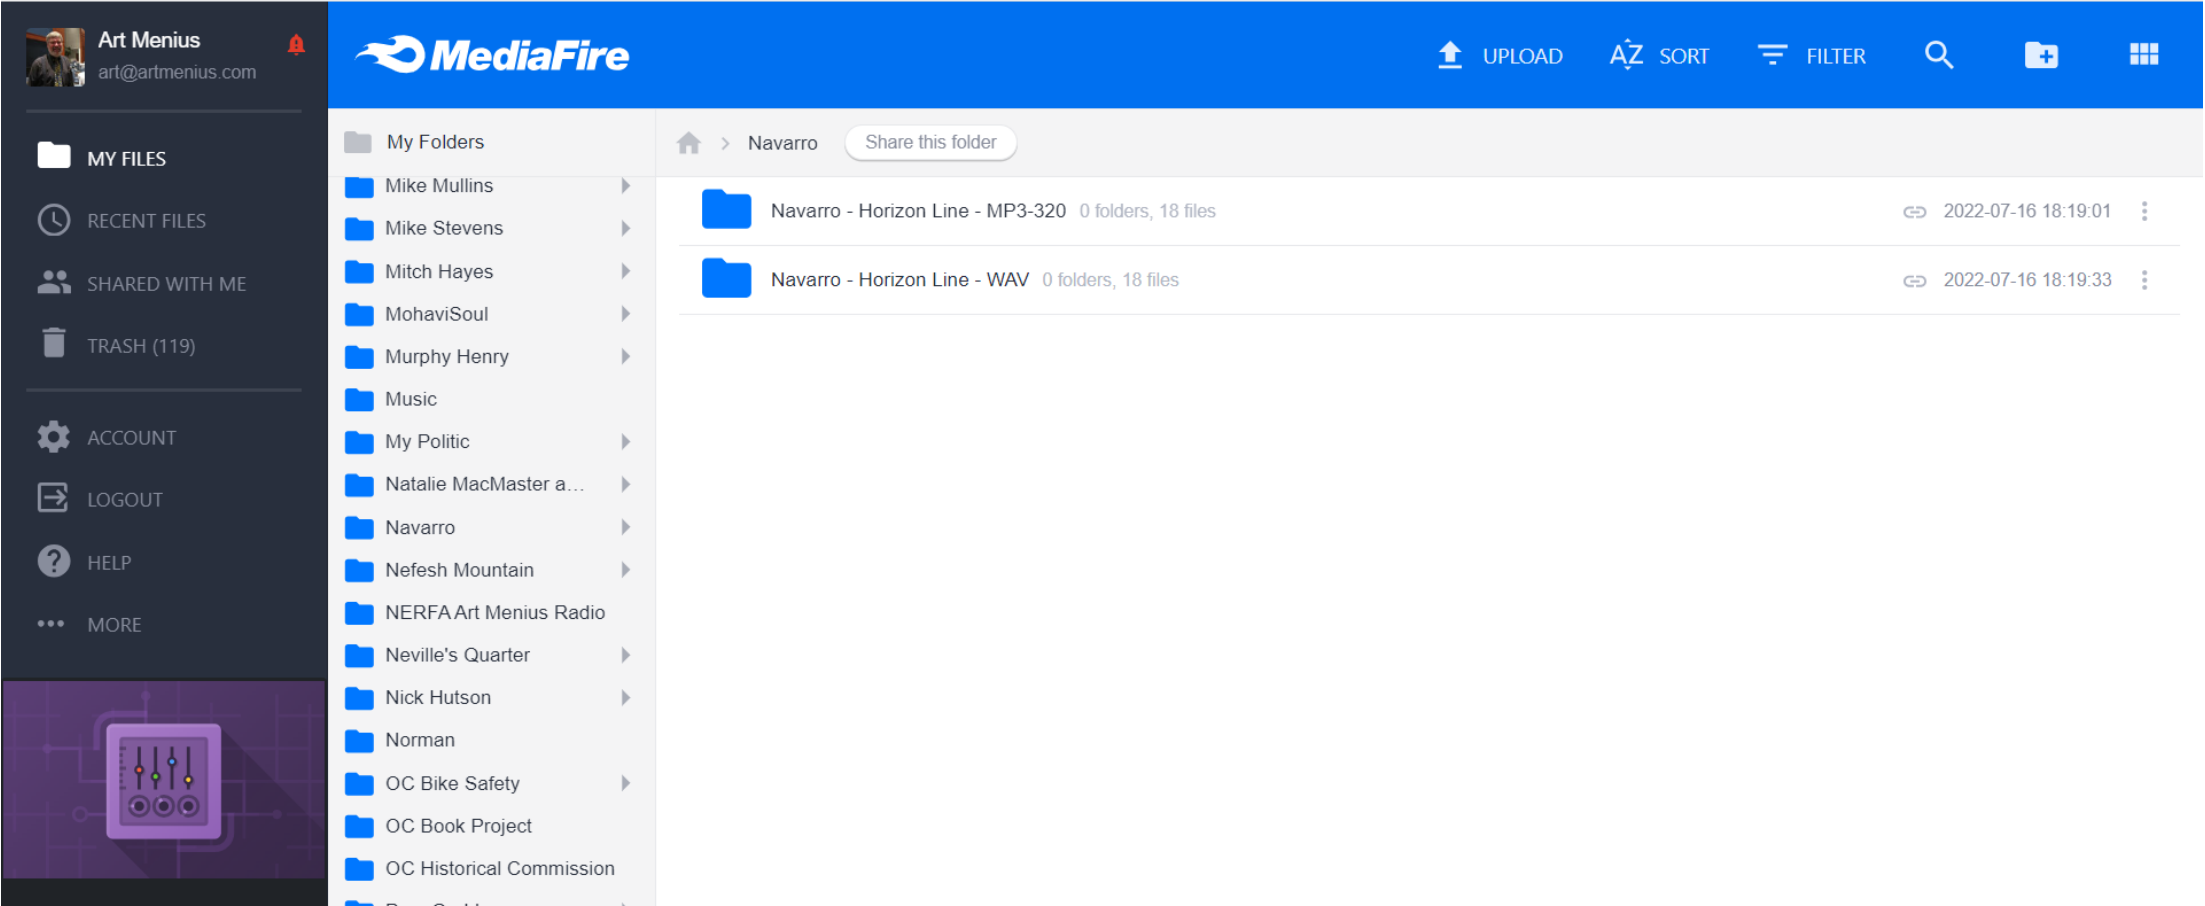 Art Menius
art@artmenius.com
MY FILES
RECENT FILES
SHARED WITH ME
TRASH (119)
ACCOUNT
LOGOUT
HELP
MORE
MediaFire
UPLOAD
AZ SORT
FILTER
My Folders
Mike Mullins
Mike Stevens
Mitch Hayes
MohaviSoul
Murphy Henry
Music
My Politic
Natalie MacMaster a...
Navarro
Nefesh Mountain
NERFA Art Menius Radio
Neville's Quarter
Nick Hutson
Norman
OC Bike Safety
OC Book Project
OC Historical Commission
Navarro
Share this folder
Navarro - Horizon Line - MP3-320 0 folders, 18 files 2022-07-16 18:19:01
Navarro - Horizon Line - WAV 0 folders, 18 files 2022-07-16 18:19:33